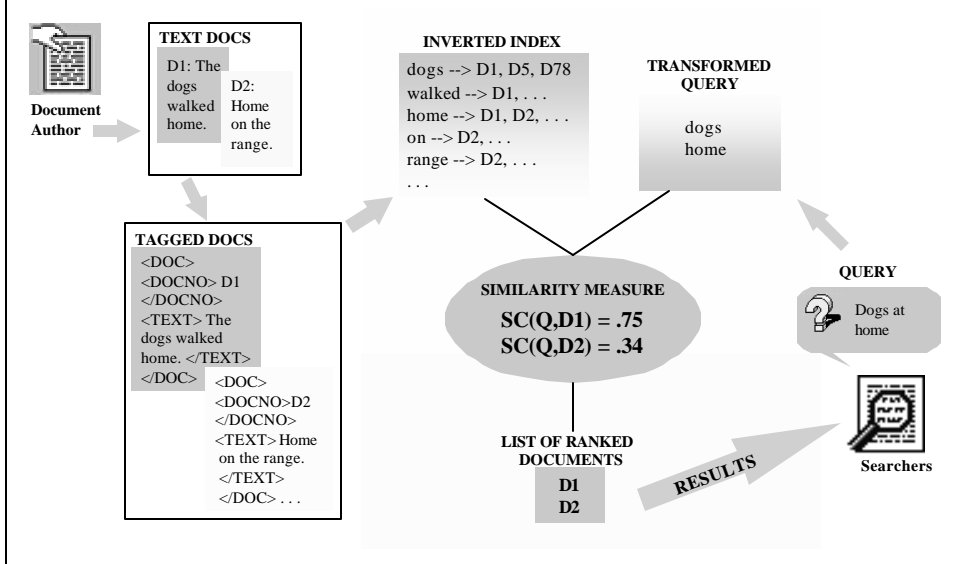 Document
Author
TEXT DOCS
D1: The
dogs
walked
home.
D2:
Home
on the
range.
TAGGED DOCS
<DOC>
<DOCNO> D1
</DOCNO>
<TEXT> The
dogs walked
home. </TEXT>
</DOC>
<DOC>
<DOCNO>D2
</DOCNO>
<TEXT> Home
on the range.
</TEXT>
</DOC> . . .
INVERTED INDEX
dogs --> D1, D5, D78
walked --> D1, . . .
home --> D1, D2, . . .
on --> D2, . . .
range --> D2, . . .
. . .
TRANSFORMED
QUERY
dogs
home
SIMILARITY MEASURE
SC(Q,D1) = .75
SC(Q,D2) = .34
QUERY
Dogs at
home
Searchers
LIST OF RANKED
DOCUMENTS
D1
D2
RESULTS